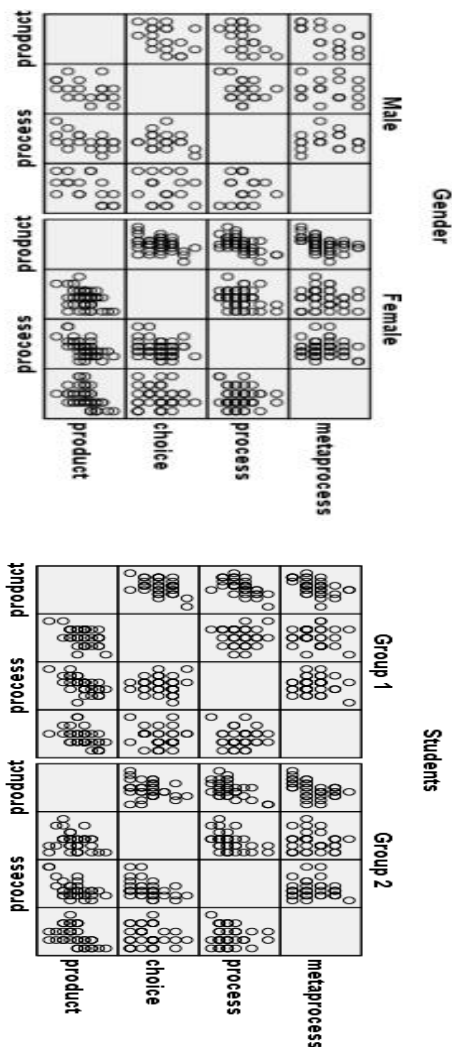 Gender
Male
Female
product
process
product
process
metaprocess
process
choice
product
Students
Group 1
Group 2
product
process
product
process
metaprocess
process
choice
product